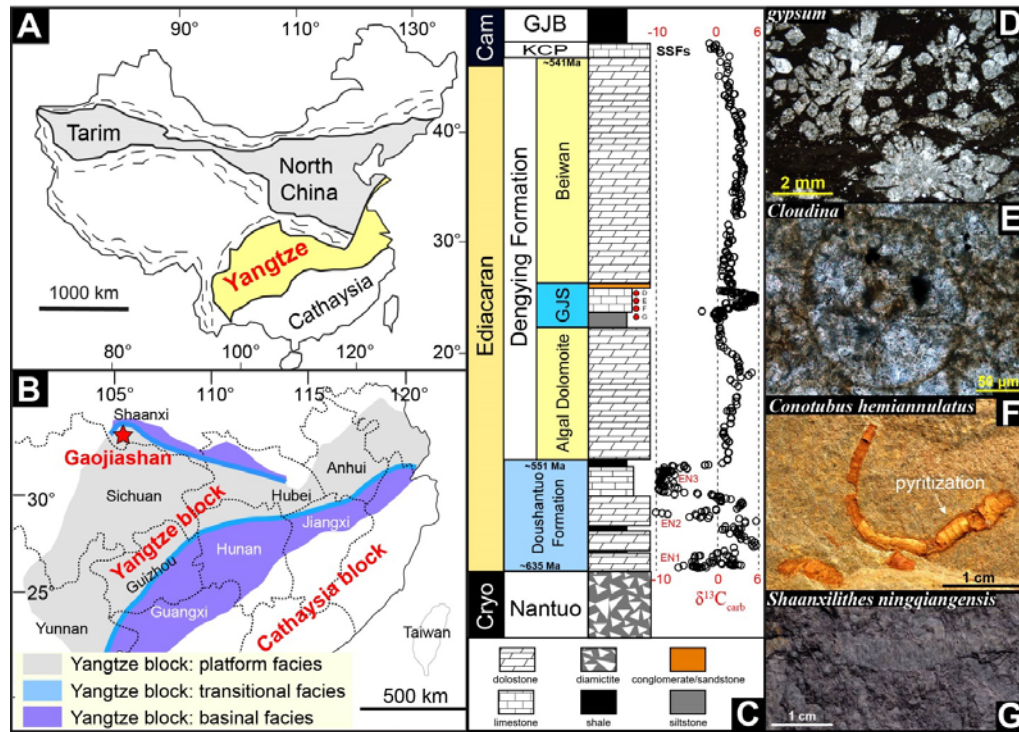 A
90°
100°
110°
120°
130°
Tarim
North
China
40°
30°
20°
Yangtze
Cathaysia
1000 km
80°
98°
120°
B
105°
110°
115°
120°
Shaanxi
Gaojiashan
30°
25°
Sichuan
Hubei
Anhui
Jiangxi
Yangtze block
Guizhou
Hunan
Guangxi
Yunnan
Cathaysia block
Taiwan
Yangtze block: platform facies
Yangtze block: transitional facies
Yangtze block: basinal facies
500 km
Cam
GJB
KCP
-10
0
6
SSFs
~541Ma
Ediacaran
Dengying Formation
Beiwan
GJS
D
E
F
G
Algal Dolomoite
~551 Ma
Doushantuo
Formation
EN3
EN2
EN1
~635 Ma
-10
0
6
δ13Ccarb
Cryo
Nantuo
dolostone
diamictite
conglomerate/sandstone
limestone
shale
siltstone
C
gypsum
D
2 mm
Cloudina
E
50 µm
Conotubus hemiannulatus
F
pyritization
1 cm
Shaanxilithes ningqiangensis
1 cm
G